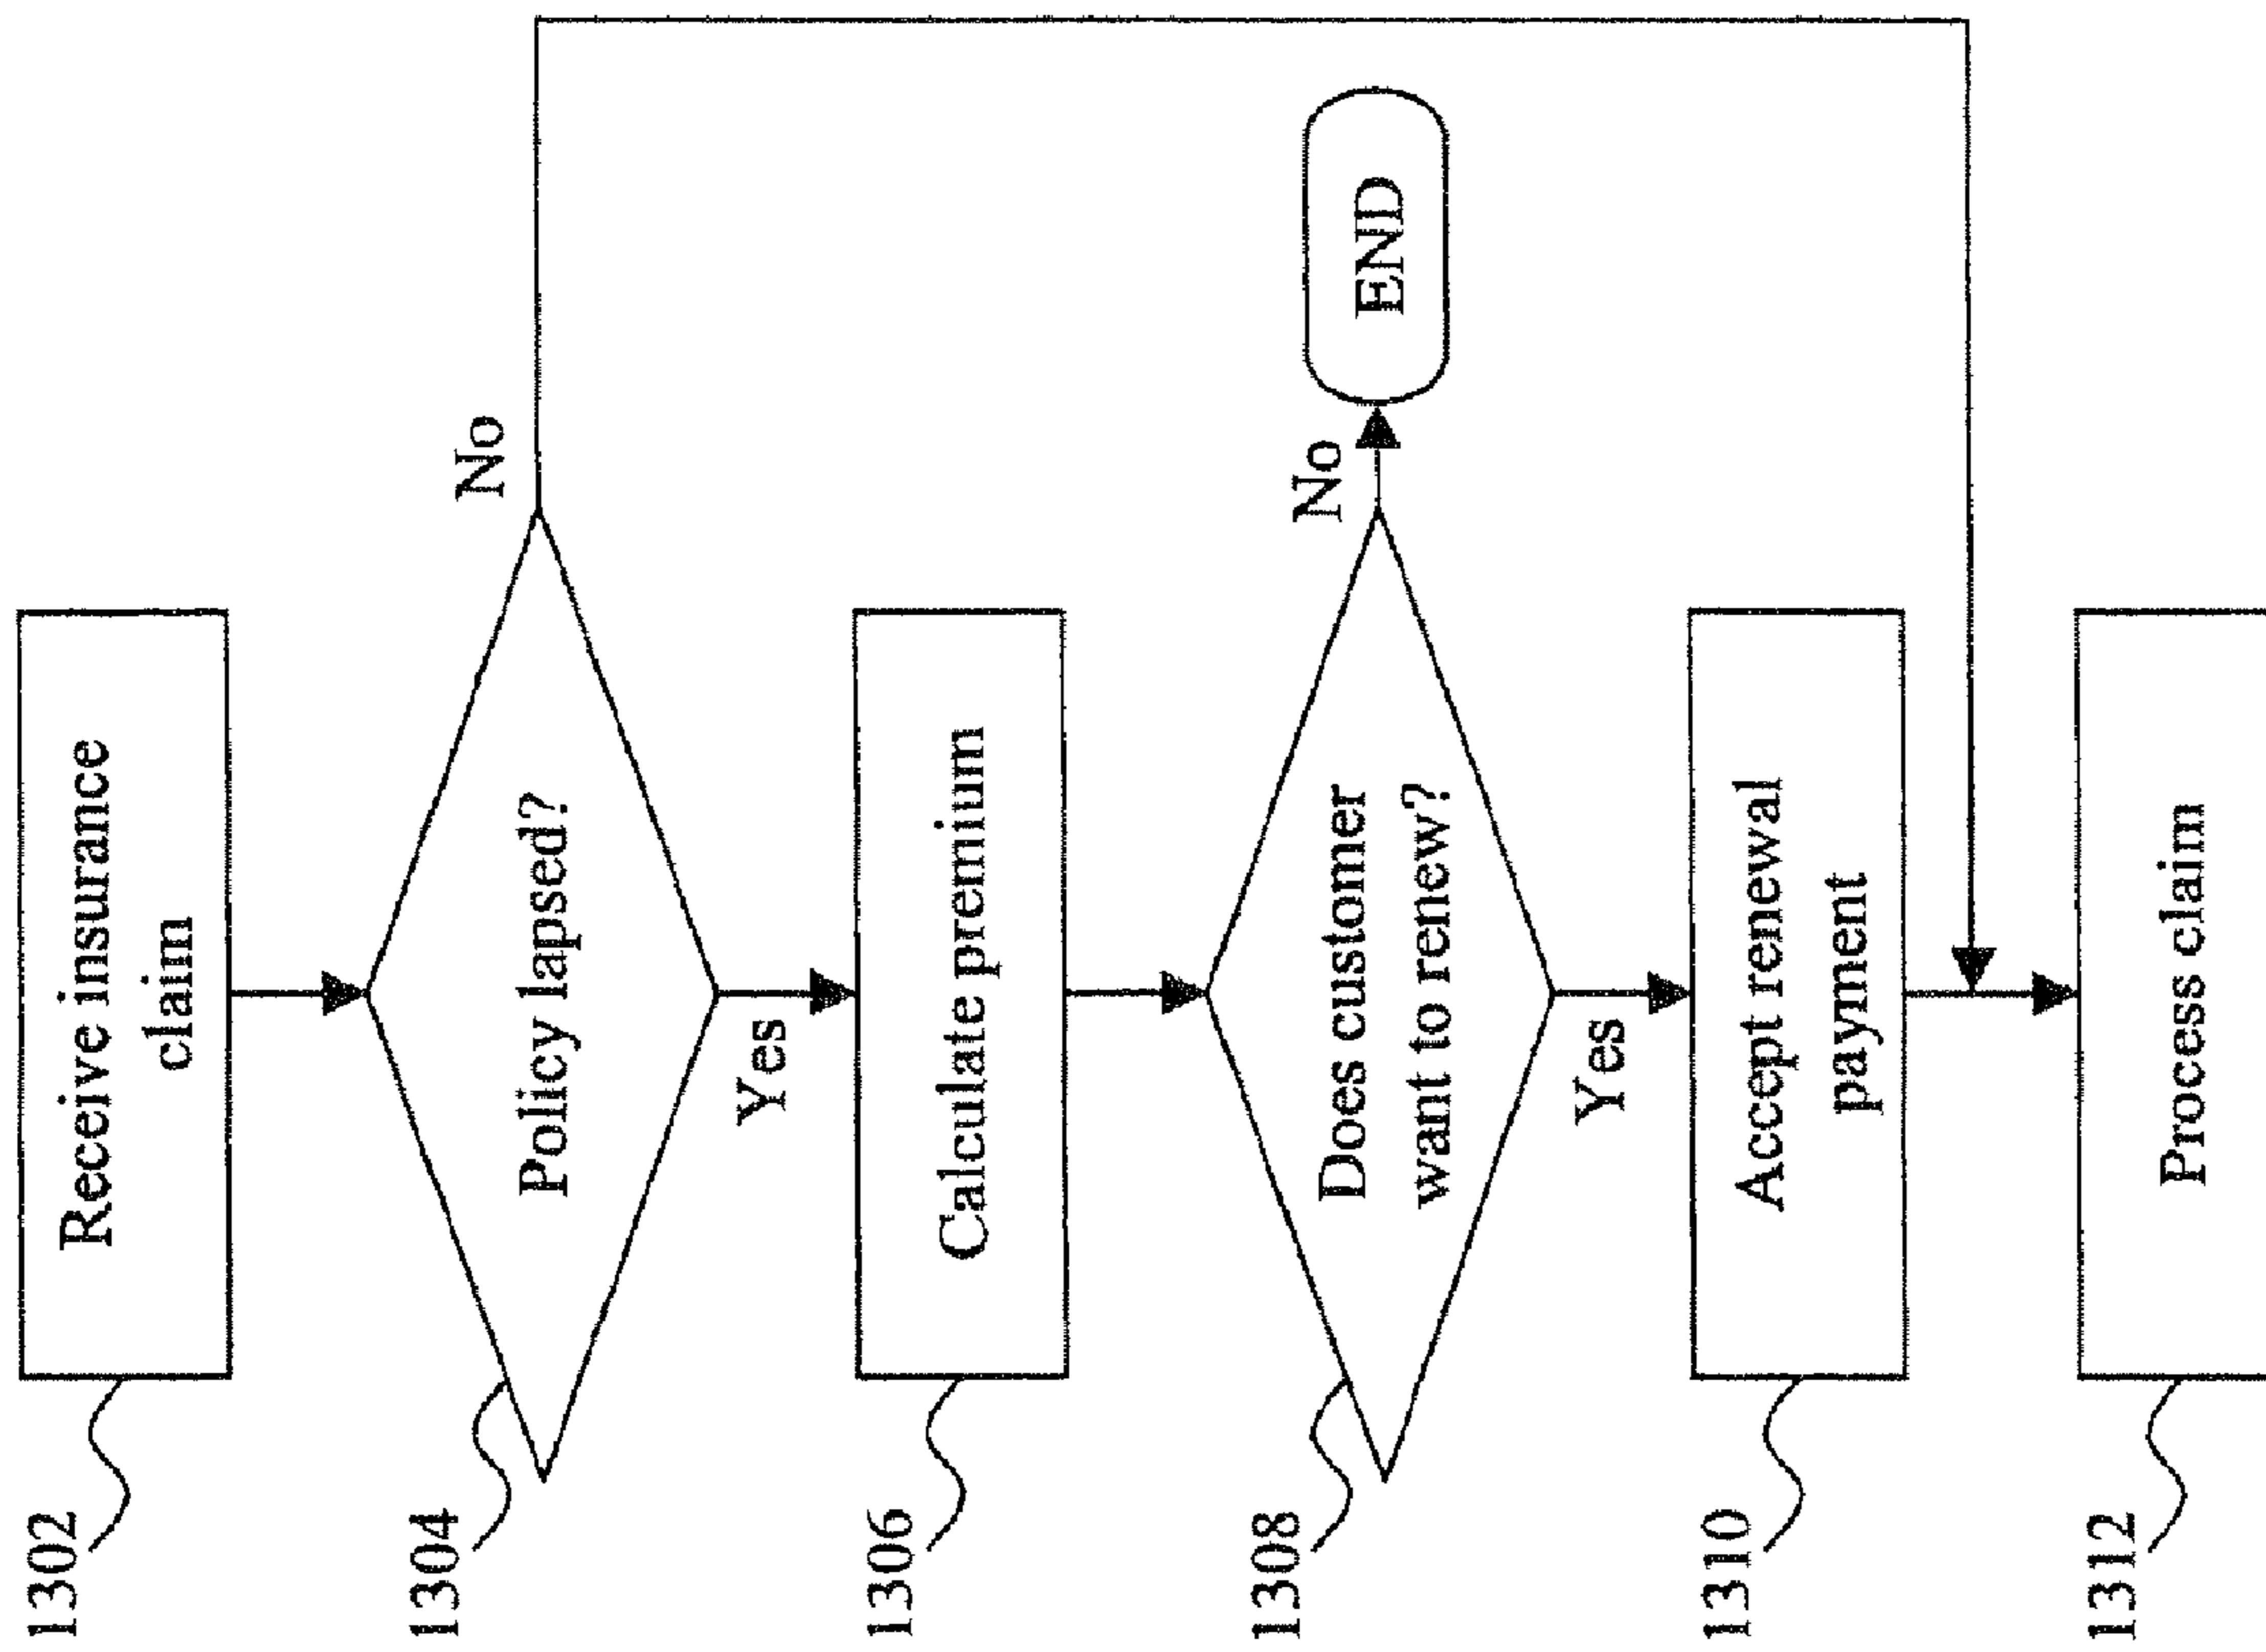 1302
Receive insurance
claim
1304
Policy lapsed?
No
Yes
1306
Calculate premium
1308
Does customer
want to renew?
No
END
Yes
1310
Accept renewal
payment
1312
Process claim